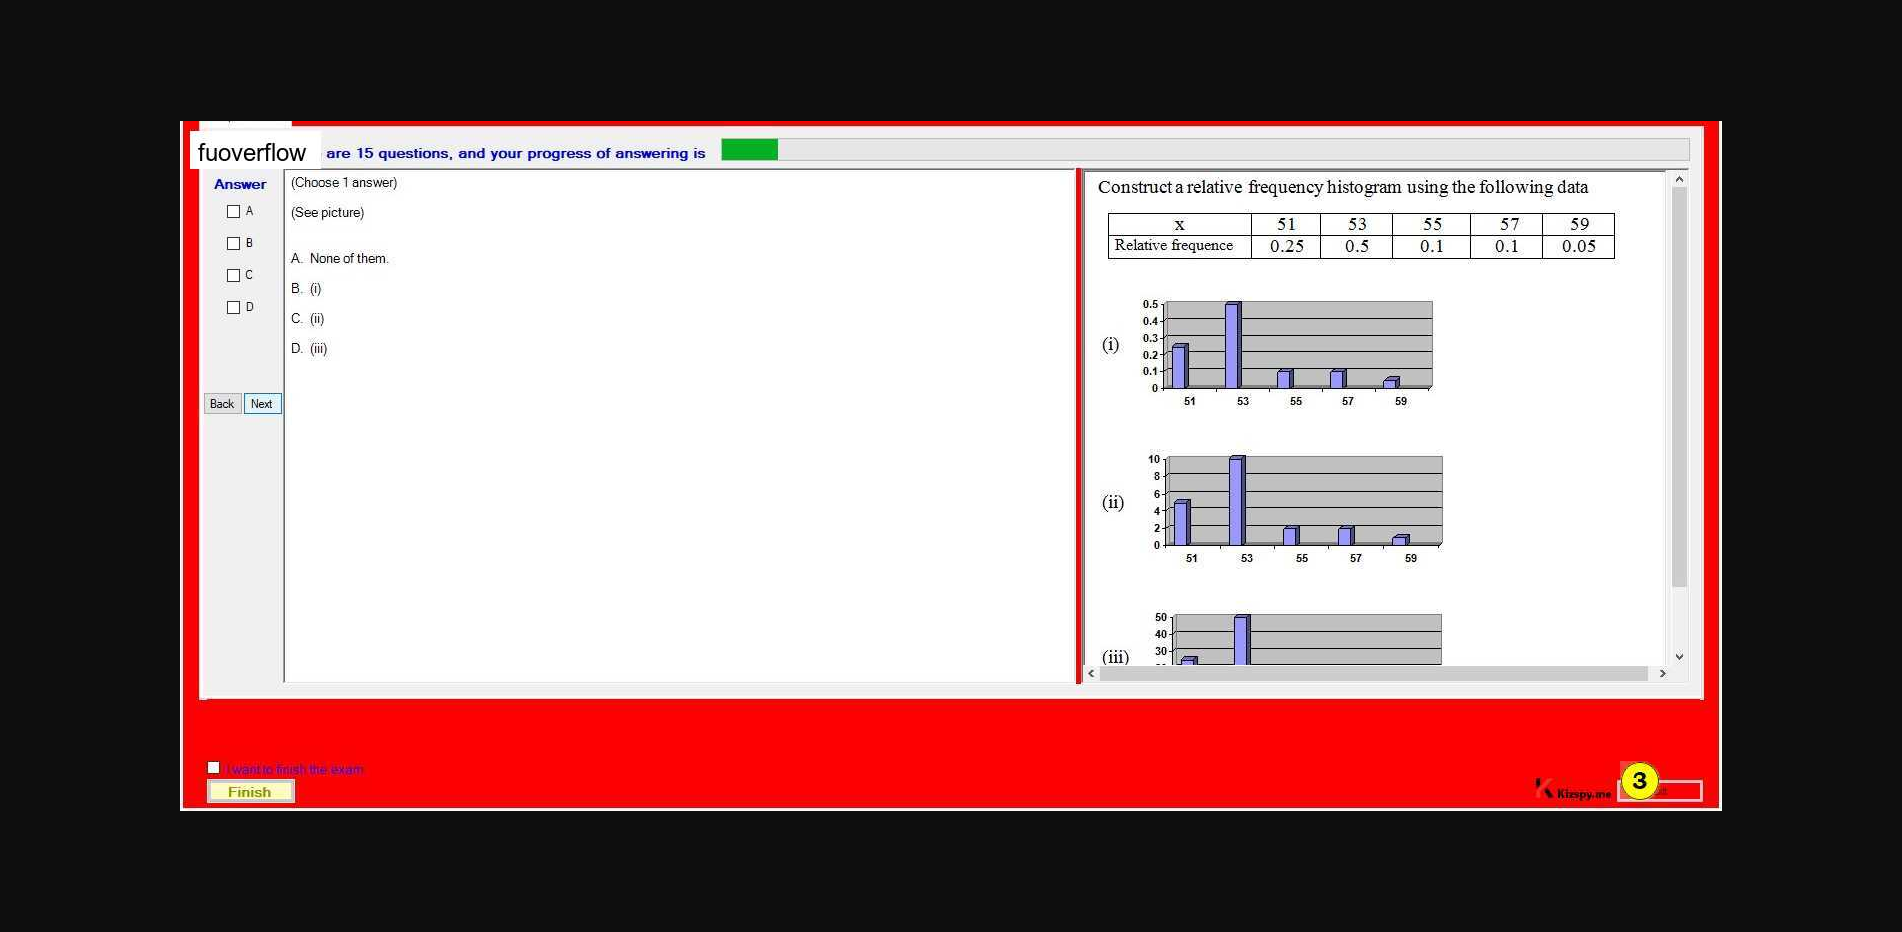 fuoverflow are 15 questions, and your progress of answering is
Answer
A
B
C
D
Back Next
(Choose 1 answer)
(See picture)
A. None of them.
B. (i)
C. (ii)
D. (iii)
Construct a relative frequency histogram using the following data
x 51 53 55 57 59
Relative frequence 0.25 0.5 0.1 0.1 0.05
(i)
0.5
0.4
0.3
0.2
0.1
0
51 53 55 57 59
(ii)
10
8
6
4
2
0
51 53 55 57 59
(iii)
50
40
30
I want to finish the exam
Finish
Kizspy.me
3